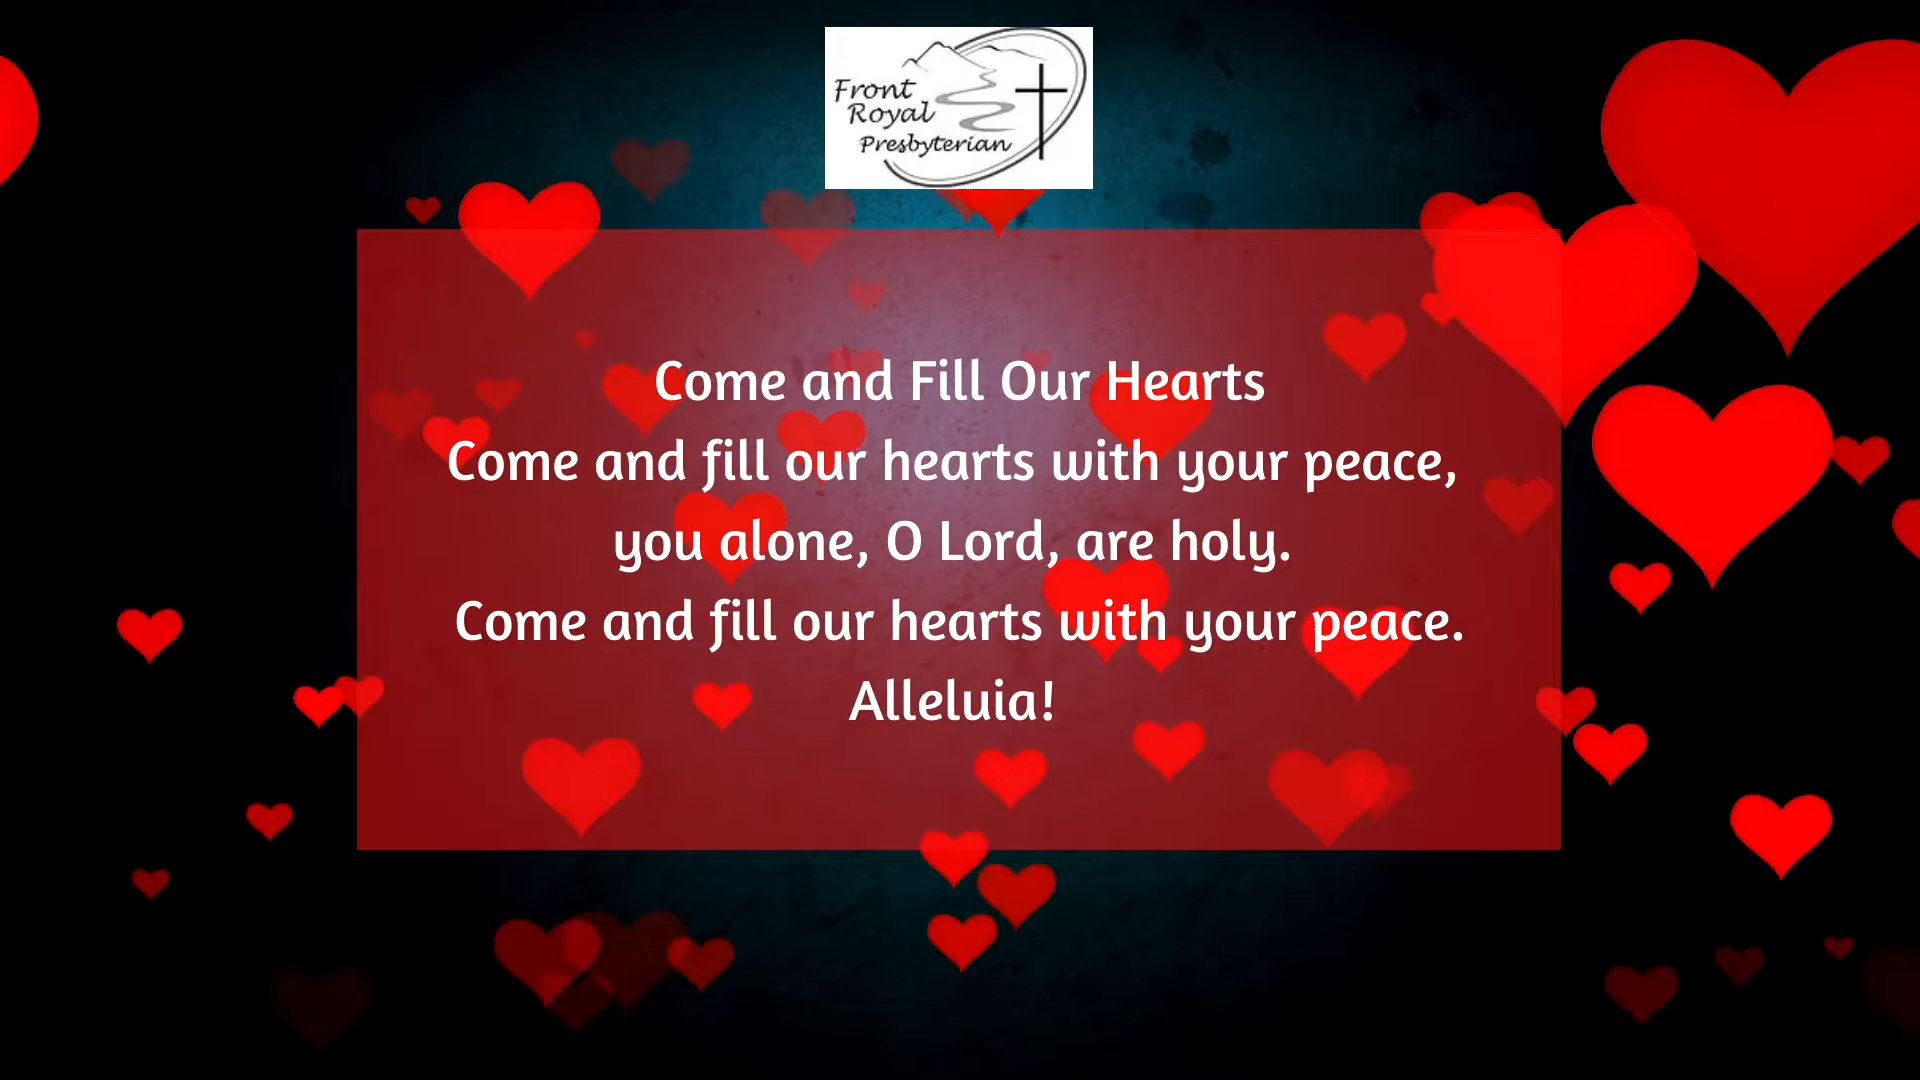 Front
Royal
Presbyterian
Come and Fill Our Hearts
Come and fill our hearts with your peace,
you alone, O Lord, are holy.
Come and fill our hearts with your peace.
Alleluia!